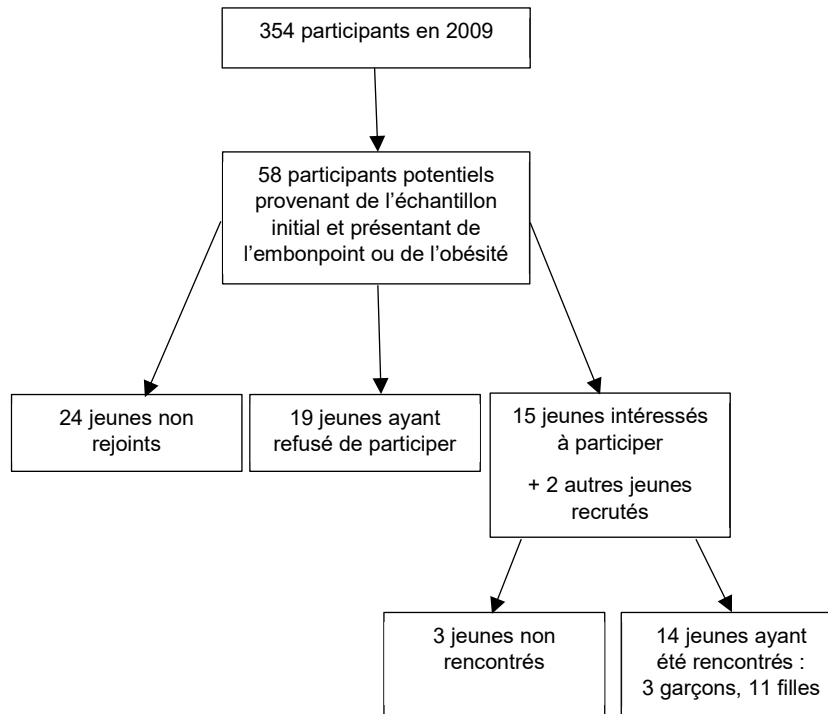 354 participants en 2009
58 participants potentiels
provenant de l’échantillon
initial et présentant de
l’embonpoint ou de l’obésité
24 jeunes non
rejoints
19 jeunes ayant
refusé de participer
15 jeunes intéressés
à participer
+ 2 autres jeunes
recrutés
3 jeunes non
rencontrés
14 jeunes ayant
été rencontrés :
3 garçons, 11 filles